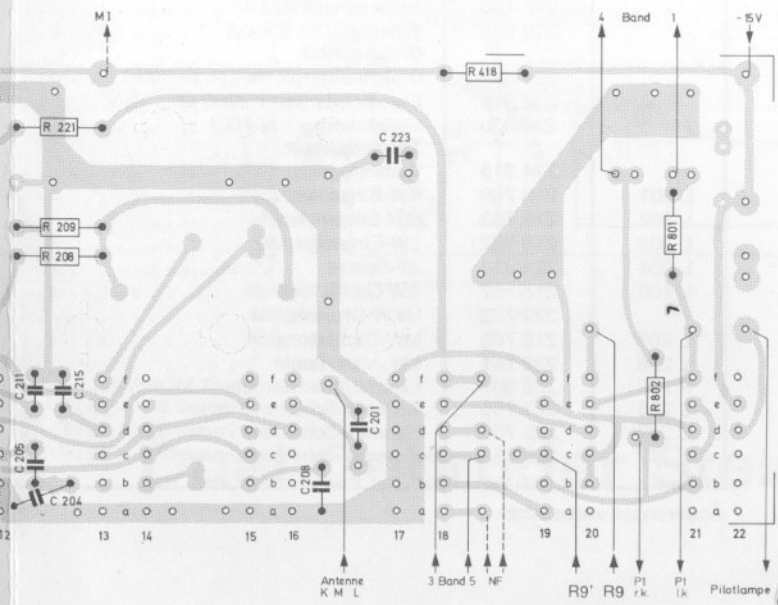 M1
4 Band 1
-15V
R 418
R 221
C 223
R 209
R 208
R 801
7
C 211
C 215
R 802
C 201
C 205
C 208
C 204
f f f f f
e e e e e
d d d d d
c c c c c
b b b b b
a a a a
12 13 14 15 16 17 18 19 20 21 22
Antenne
K M L
3 Band 5
NF
R9'
R9
P1
r.k.
P1
l.k.
Pilotlampe